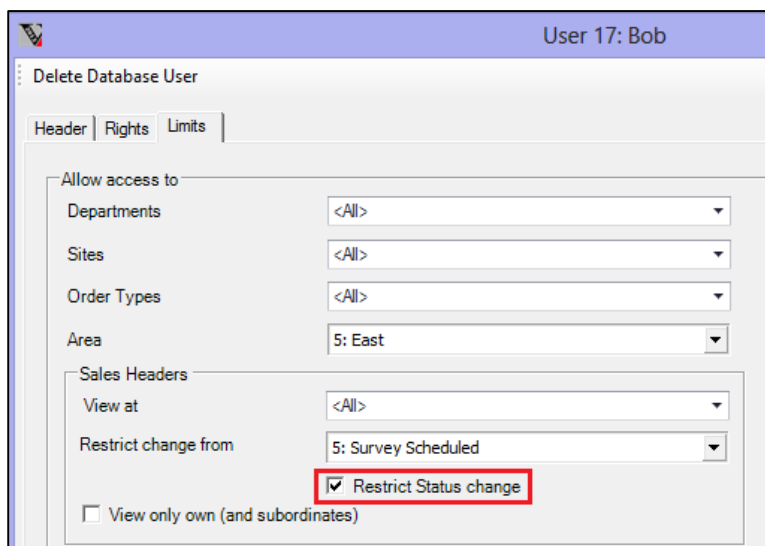 User 17: Bob
Delete Database User
Header Rights Limits
Allow access to
Departments <All>
Sites <All>
Order Types <All>
Area 5: East
Sales Headers
View at <All>
Restrict change from 5: Survey Scheduled
Restrict Status change
View only own (and subordinates)